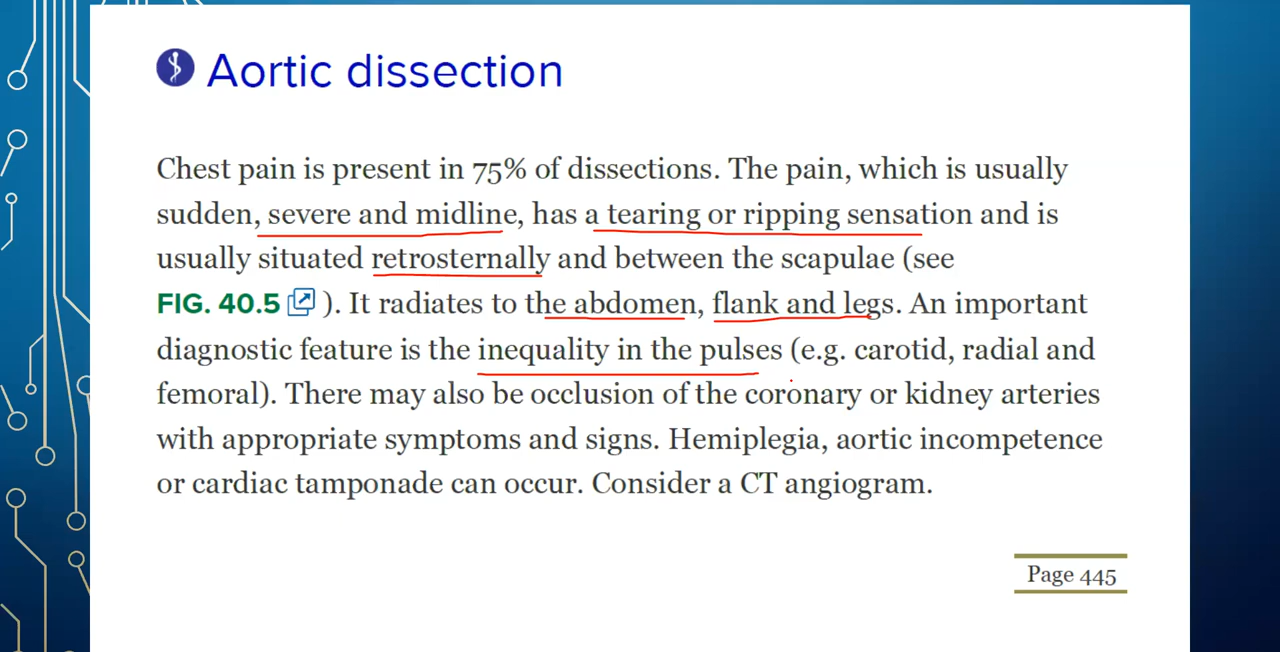 Aortic dissection
Chest pain is present in 75% of dissections. The pain, which is usually
sudden, severe and midline, has a tearing or ripping sensation and is
usually situated retrosternally and between the scapulae (see
FIG. 40.5 ). It radiates to the abdomen, flank and legs. An important
diagnostic feature is the inequality in the pulses (e.g. carotid, radial and
femoral). There may also be occlusion of the coronary or kidney arteries
with appropriate symptoms and signs. Hemiplegia, aortic incompetence
or cardiac tamponade can occur. Consider a CT angiogram.
Page 445